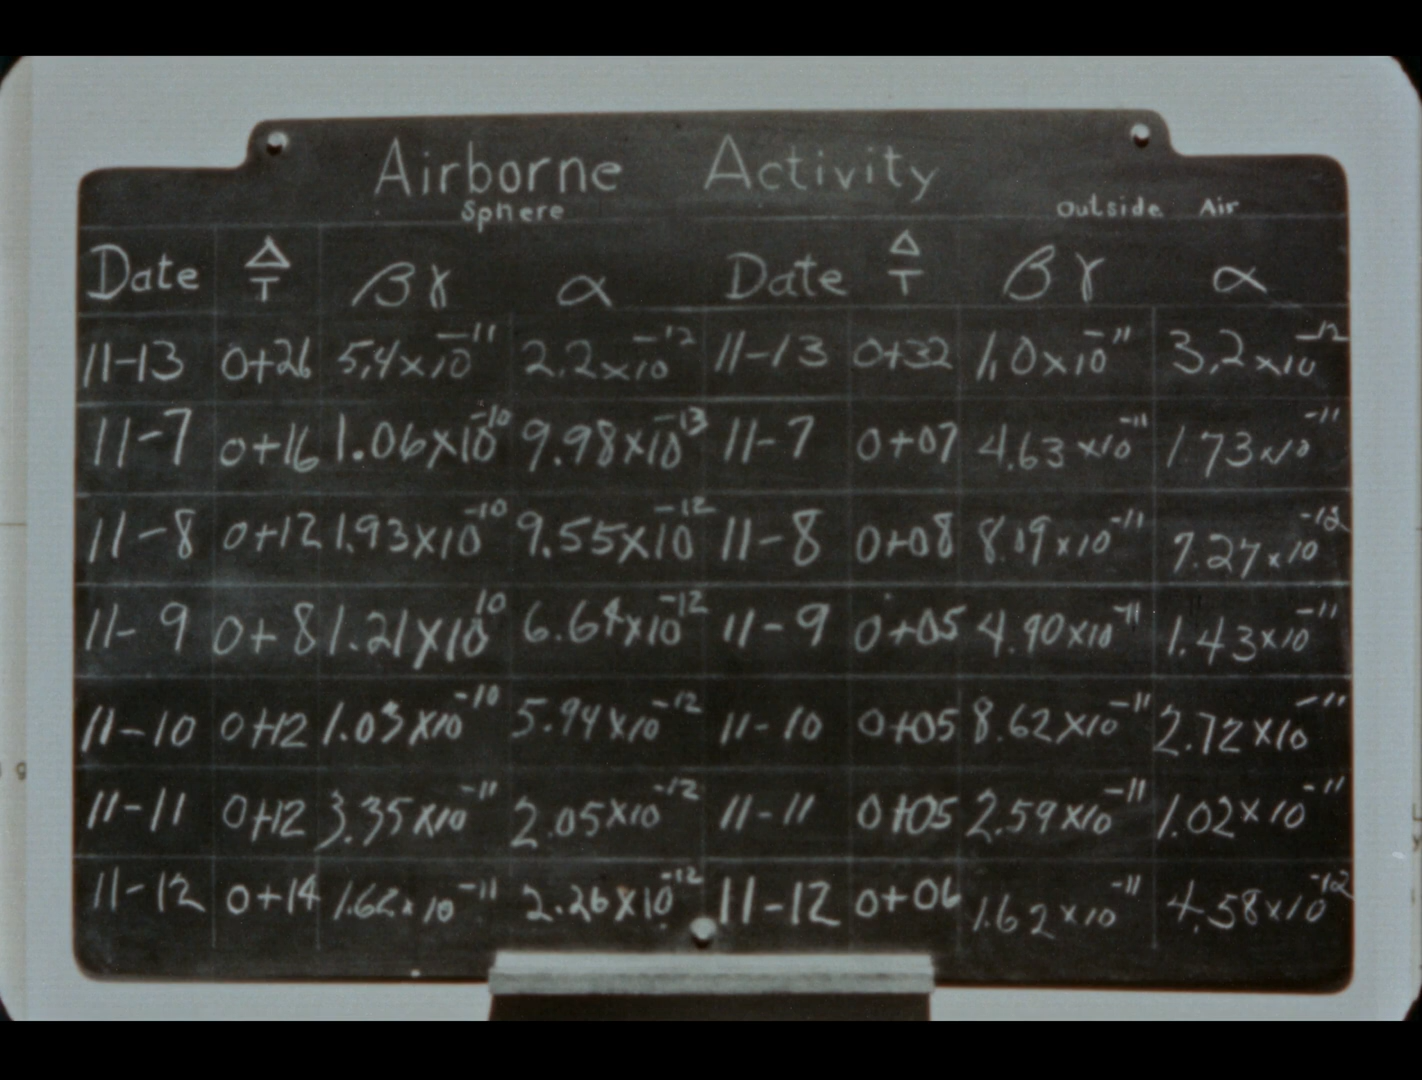 Airborne Activity
Sphere Outside Air
Date Δ/T βγ α Date Δ/T βγ α
11-13 0+26 5,4×10⁻¹¹ 2.2×10⁻¹² 11-13 0+32 1,0×10⁻¹¹ 3,2×10⁻¹²
11-7 0+16 1.06×10⁻¹⁰ 9.98×10⁻¹³ 11-7 0+07 4.63×10⁻¹¹ 1.73×10⁻¹¹
11-8 0+12 1.93×10⁻¹⁰ 9.55×10⁻¹² 11-8 0+08 8.19×10⁻¹¹ 7.27×10⁻¹²
11-9 0+8 1.21×10¹⁰ 6.64×10⁻¹² 11-9 0+05 4.90×10⁻¹¹ 1.43×10⁻¹¹
11-10 0+12 1.03×10⁻¹⁰ 5.94×10⁻¹² 11-10 0+05 8.62×10⁻¹¹ 2.72×10⁻¹¹
11-11 0+12 3.35×10⁻¹¹ 2.05×10⁻¹² 11-11 0+05 2.59×10⁻¹¹ 1.02×10⁻¹¹
11-12 0+14 1.62×10⁻¹¹ 2.26×10⁻¹² 11-12 0+06 1.62×10⁻¹¹ 4.58×10⁻¹²